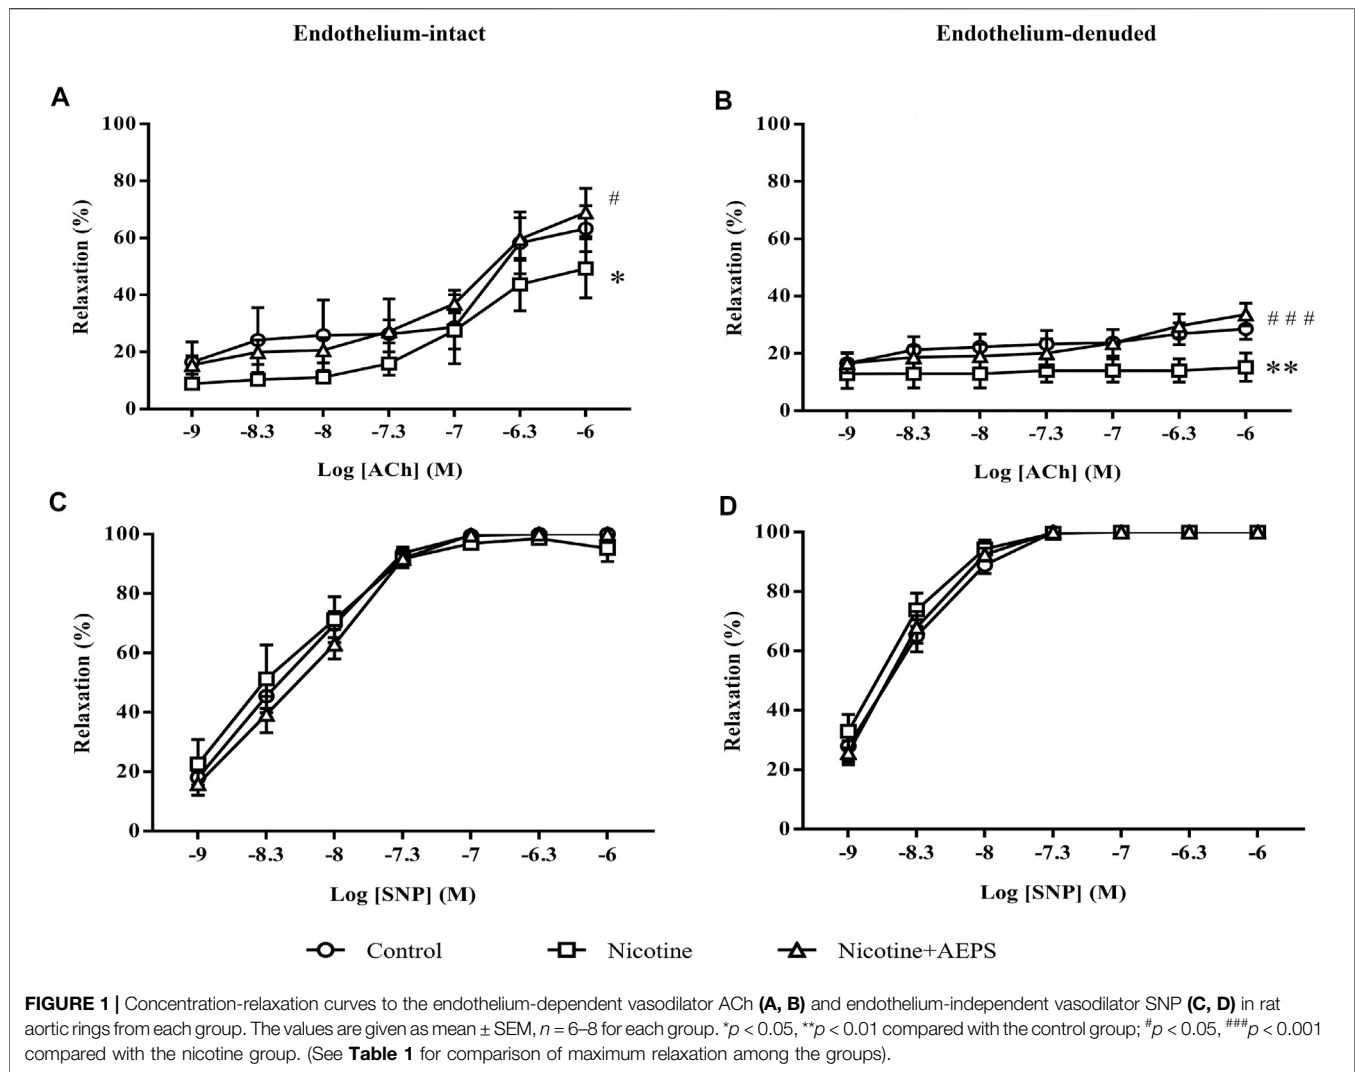 Endothelium-intact
Endothelium-denuded
A
100
80
60
40
20
0
Relaxation (%)
#
*
-9 -8.3 -8 -7.3 -7 -6.3 -6
Log [ACh] (M)
B
100
80
60
40
20
0
Relaxation (%)
# # #
**
-9 -8.3 -8 -7.3 -7 -6.3 -6
Log [ACh] (M)
C
100
80
60
40
20
0
Relaxation (%)
-9 -8.3 -8 -7.3 -7 -6.3 -6
Log [SNP] (M)
D
100
80
60
40
20
0
Relaxation (%)
-9 -8.3 -8 -7.3 -7 -6.3 -6
Log [SNP] (M)
Control Nicotine Nicotine+AEPS
FIGURE 1 | Concentration-relaxation curves to the endothelium-dependent vasodilator ACh (A, B) and endothelium-independent vasodilator SNP (C, D) in rat
aortic rings from each group. The values are given as mean ± SEM, n = 6–8 for each group. *p < 0.05, **p < 0.01 compared with the control group; #p < 0.05, ###p < 0.001
compared with the nicotine group. (See Table 1 for comparison of maximum relaxation among the groups).